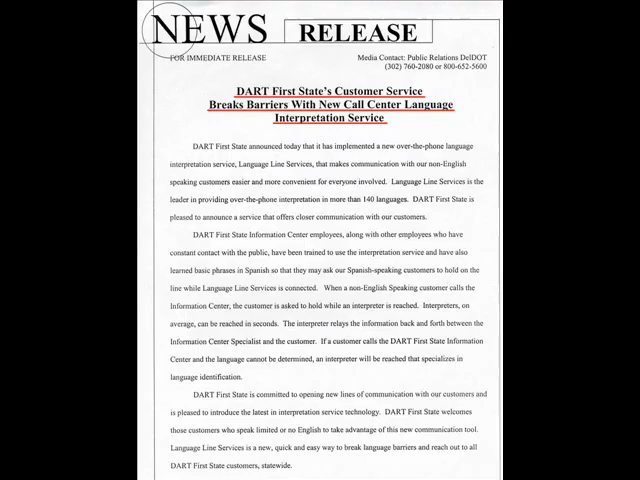 NEWS RELEASE
FOR IMMEDIATE RELEASE
Media Contact: Public Relations DelDOT
(302) 760-2080 or 800-652-5600
DART First State's Customer Service
Breaks Barriers With New Call Center Language
Interpretation Service
DART First State announced today that it has implemented a new over-the-phone language
interpretation service, Language Line Services, that makes communication with our non-English
speaking customers easier and more convenient for everyone involved. Language Line Services is the
leader in providing over-the-phone interpretation in more than 140 languages. DART First State is
pleased to announce a service that offers closer communication with our customers.
DART First State Information Center employees, along with other employees who have
constant contact with the public, have been trained to use the interpretation service and have also
learned basic phrases in Spanish so that they may ask our Spanish-speaking customers to hold on the
line while Language Line Services is connected. When a non-English Speaking customer calls the
Information Center, the customer is asked to hold while an interpreter is reached. Interpreters, on
average, can be reached in seconds. The interpreter relays the information back and forth between the
Information Center Specialist and the customer. If a customer calls the DART First State Information
Center and the language cannot be determined, an interpreter will be reached that specializes in
language identification.
DART First State is committed to opening new lines of communication with our customers and
is pleased to introduce the latest in interpretation service technology. DART First State welcomes
those customers who speak limited or no English to take advantage of this new communication tool.
Language Line Services is a new, quick and easy way to break language barriers and reach out to all
DART First State customers, statewide.